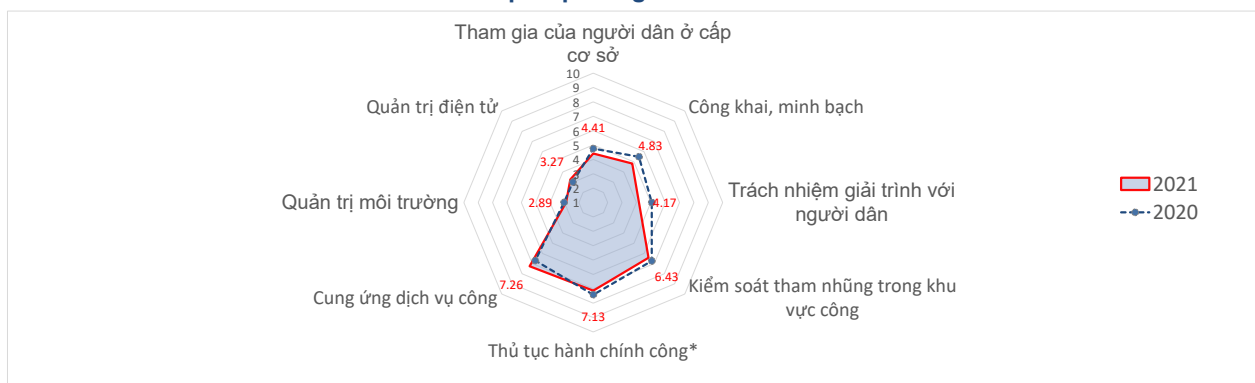 Tham gia của người dân ở cấp
cơ sở
Công khai, minh bạch
Trách nhiệm giải trình với
người dân
Kiểm soát tham nhũng trong khu
vực công
Thủ tục hành chính công*
Cung ứng dịch vụ công
Quản trị môi trường
Quản trị điện tử
10
9
8
7
6
5
4
3
2
1
4.41
4.83
4.17
6.43
7.13
7.26
2.89
3.27
2021
2020